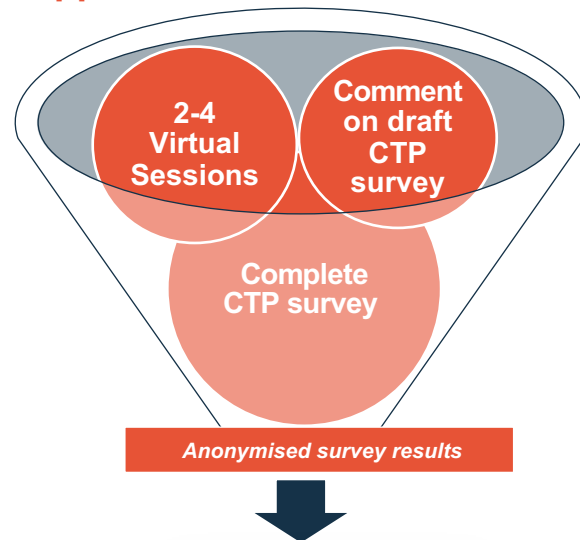 2-4
Virtual
Sessions
Comment
on draft
CTP
survey
Complete
CTP survey
Anonymised survey results